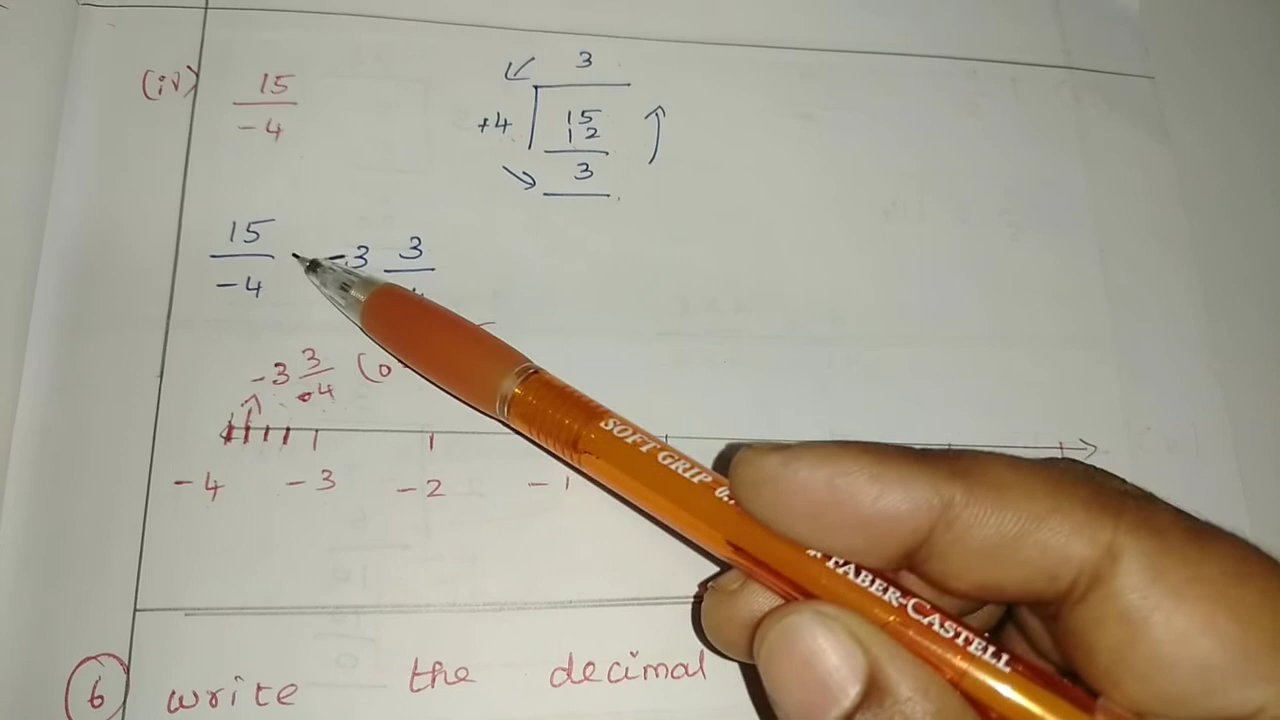 (iv) 15/-4
3
+4 15
12
3
15/-4 -3 3/
-3 3/4 (o
-4 -3 -2 -1
SOFT GRIP 0.
FABER-CASTELL
6 write the decimal